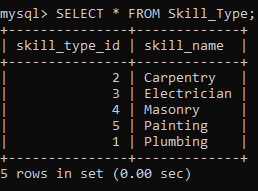 mysql> SELECT * FROM Skill_Type;
+---------------+-------------+
| skill_type_id | skill_name  |
+---------------+-------------+
|             2 | Carpentry   |
|             3 | Electrician |
|             4 | Masonry     |
|             5 | Painting    |
|             1 | Plumbing    |
+---------------+-------------+
5 rows in set (0.00 sec)